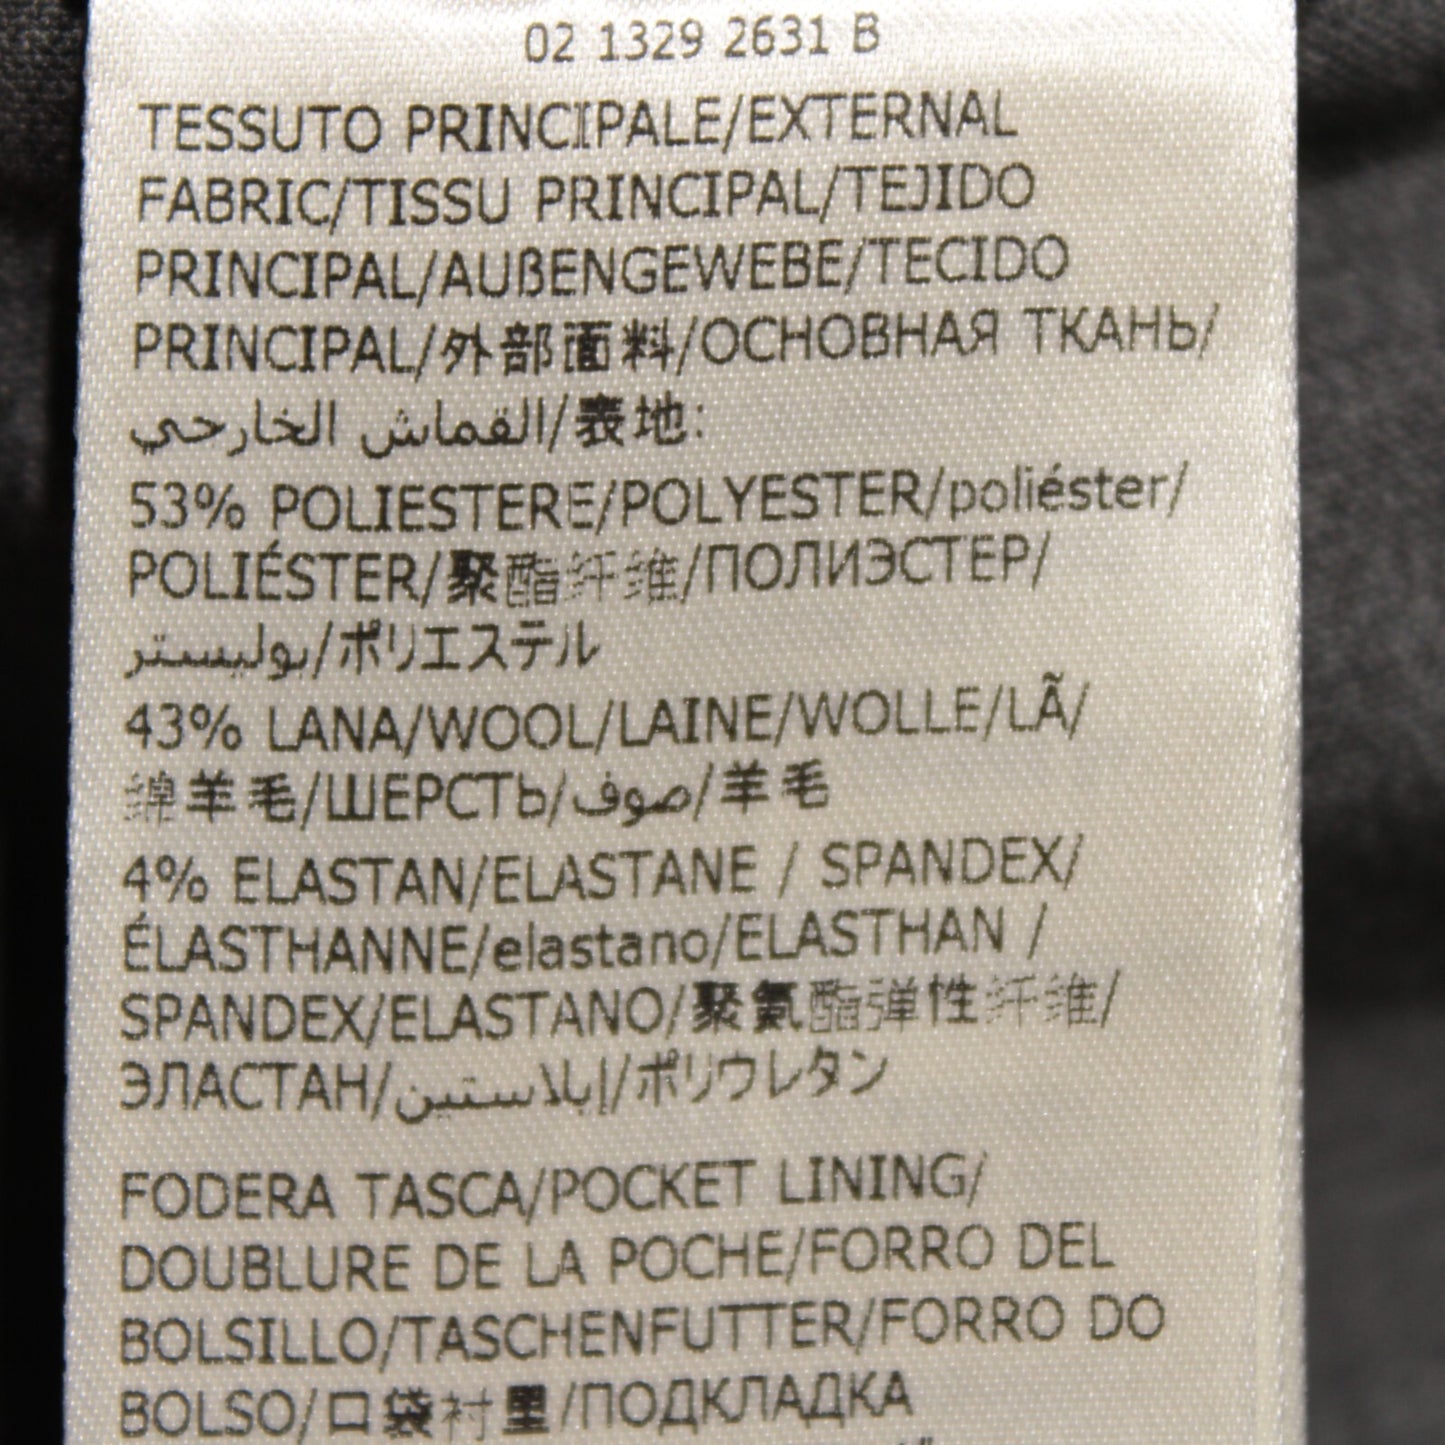 02 1329 2631 B
TESSUTO PRINCIPALE/EXTERNAL
FABRIC/TISSU PRINCIPAL/TEJIDO
PRINCIPAL/AUßENGEWEBE/TECIDO
PRINCIPAL/外部面料/ОСНОВНАЯ ТКАНЬ/
القماش الخارجي/表地:
53% POLIESTERE/POLYESTER/poliéster/
POLIÉSTER/聚酯纤维/ПОЛИЭСТЕР/
بوليستر/ポリエステル
43% LANA/WOOL/LAINE/WOLLE/LÃ/
绵羊毛/ШЕРСТЬ/صوف/羊毛
4% ELASTAN/ELASTANE / SPANDEX/
ÉLASTHANNE/elastano/ELASTHAN /
SPANDEX/ELASTANO/聚氨酯弹性纤维/
ЭЛАСТАН/إيلاستين/ポリウレタン
FODERA TASCA/POCKET LINING/
DOUBLURE DE LA POCHE/FORRO DEL
BOLSILLO/TASCHENFUTTER/FORRO DO
BOLSO/口袋衬里/ПОДКЛАДКА